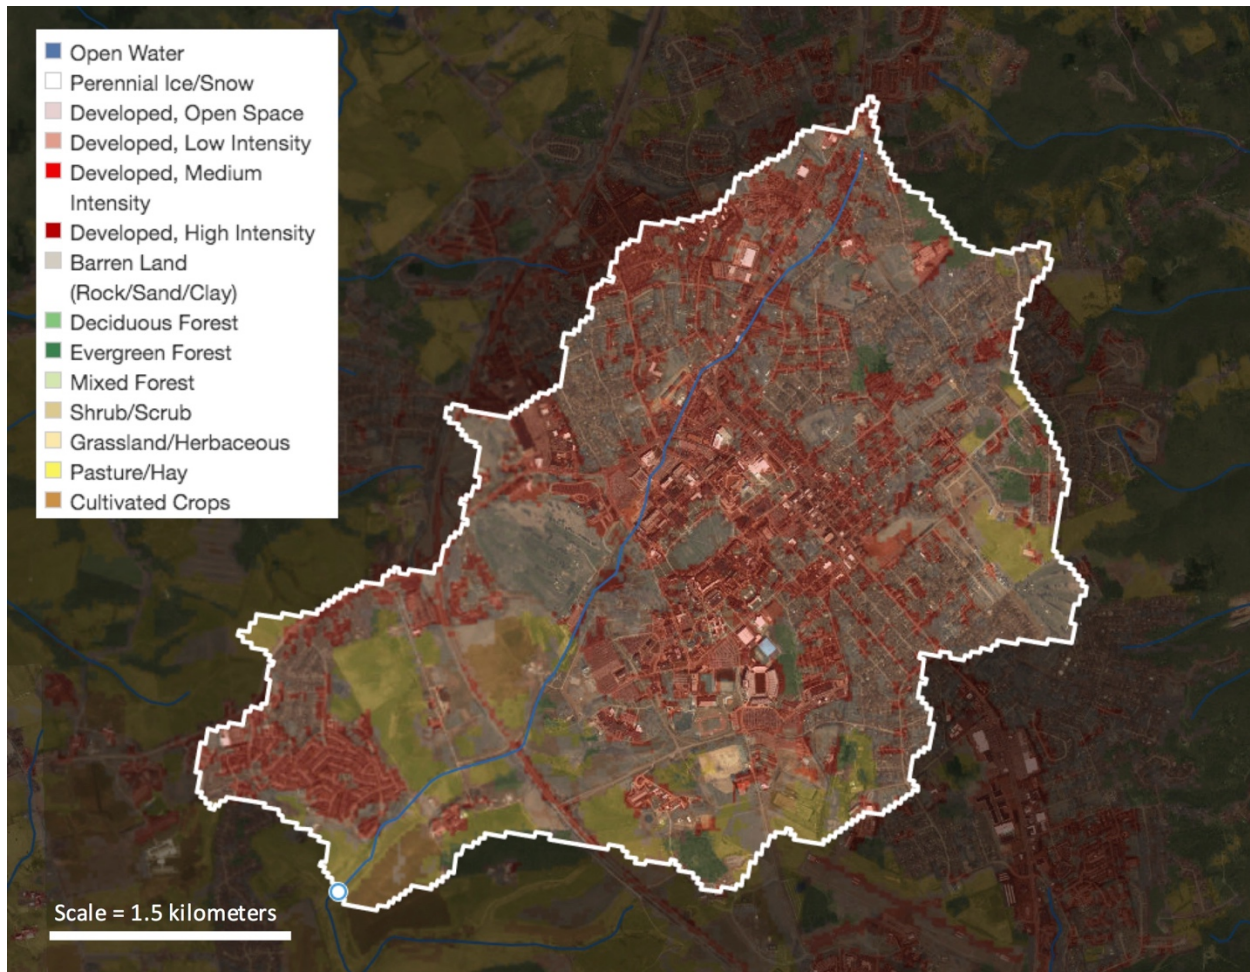 Open Water
Perennial Ice/Snow
Developed, Open Space
Developed, Low Intensity
Developed, Medium
Intensity
Developed, High Intensity
Barren Land
(Rock/Sand/Clay)
Deciduous Forest
Evergreen Forest
Mixed Forest
Shrub/Scrub
Grassland/Herbaceous
Pasture/Hay
Cultivated Crops
Scale = 1.5 kilometers